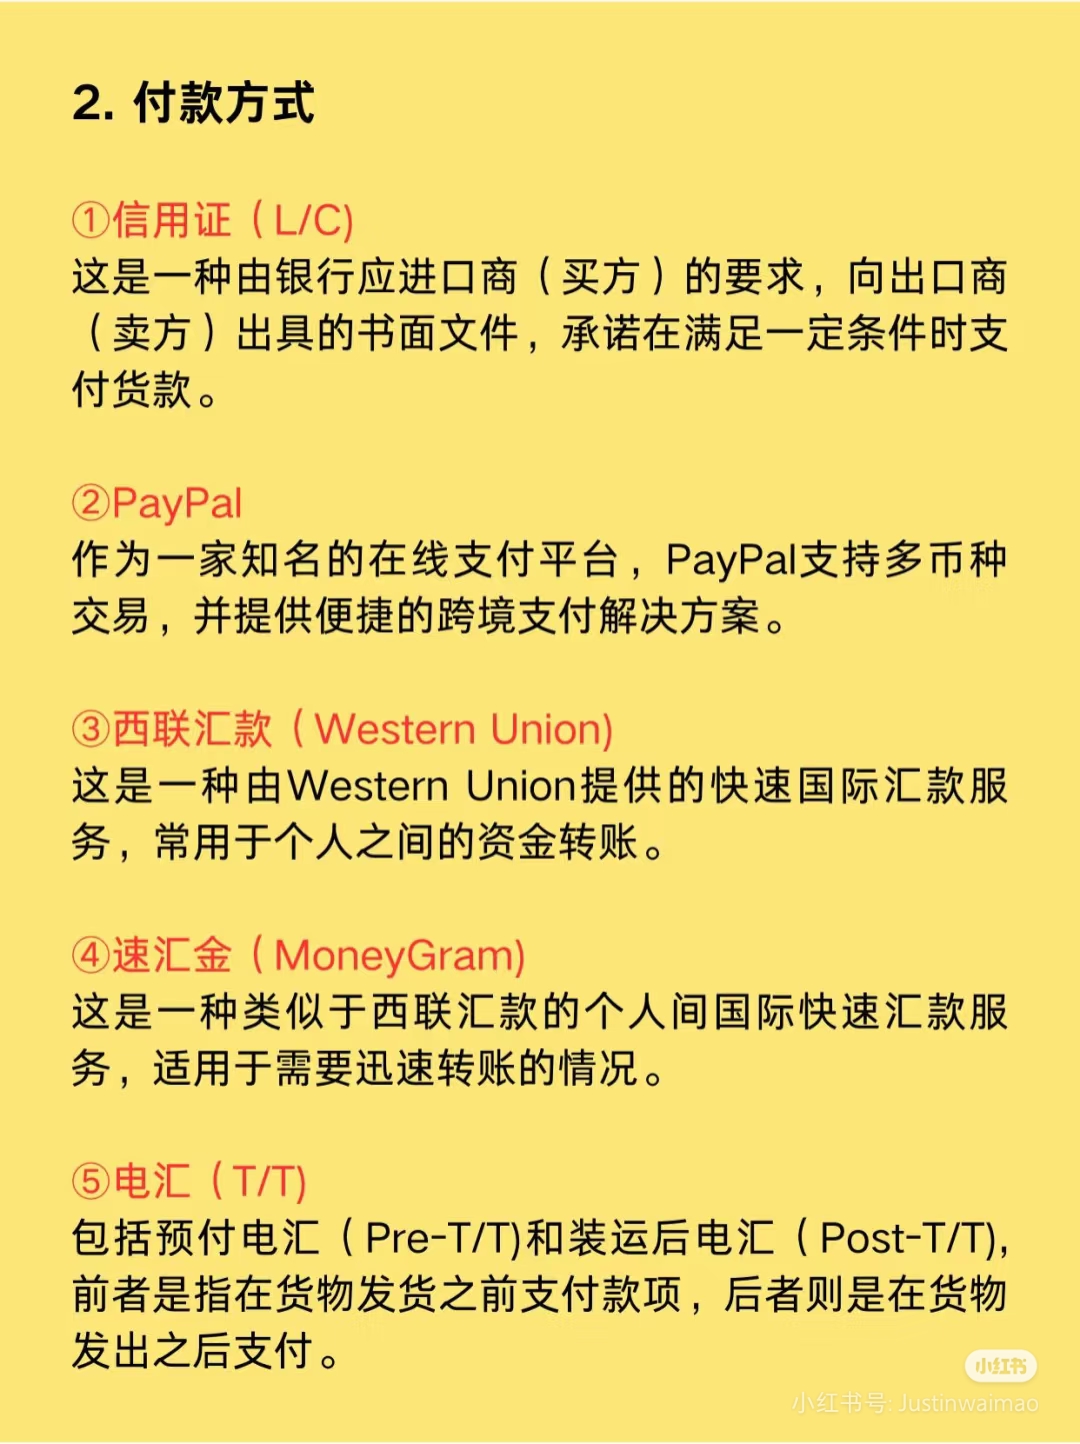 2. 付款方式
①信用证（L/C)
这是一种由银行应进口商（买方）的要求，向出口商
（卖方）出具的书面文件，承诺在满足一定条件时支
付货款。
②PayPal
作为一家知名的在线支付平台，PayPal支持多币种
交易，并提供便捷的跨境支付解决方案。
③西联汇款（Western Union)
这是一种由Western Union提供的快速国际汇款服
务，常用于个人之间的资金转账。
④速汇金（MoneyGram)
这是一种类似于西联汇款的个人间国际快速汇款服
务，适用于需要迅速转账的情况。
⑤电汇（T/T)
包括预付电汇（Pre-T/T)和装运后电汇（Post-T/T),
前者是指在货物发货之前支付款项，后者则是在货物
发出之后支付。
小红书
小红书号: Justinwaimao